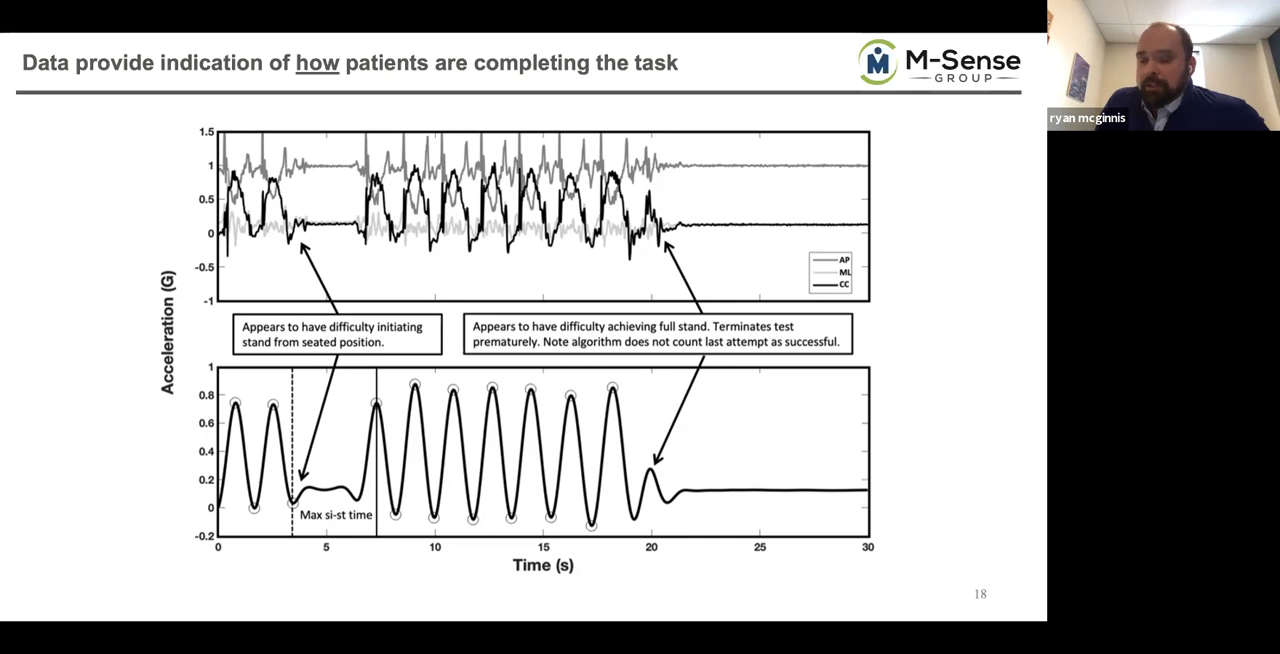 Data provide indication of how patients are completing the task
M-Sense
GROUP
ryan mcginnis
1.5
1
0.5
0
-0.5
-1
AP
ML
CC
Acceleration (G)
Appears to have difficulty initiating
stand from seated position.
Appears to have difficulty achieving full stand. Terminates test
prematurely. Note algorithm does not count last attempt as successful.
1
0.8
0.6
0.4
0.2
0
-0.2
Max si-st time
0 5 10 15 20 25 30
Time (s)
18